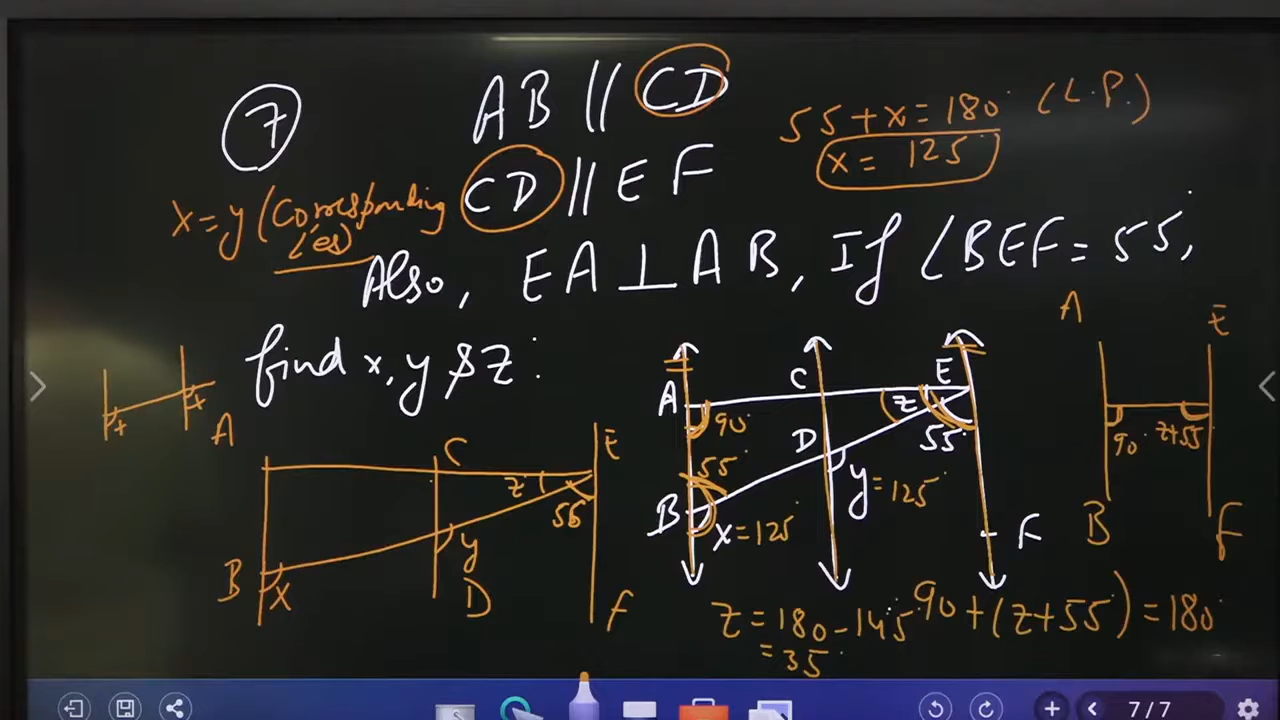 7
AB || CD
55 + x = 180° (L.P.)
x = 125°
CD || EF
x = y (Corresponding
∠es)
Also, EA ⊥ AB, If ∠BEF = 55°,
find x, y & z:
A
E
A
C
E
z
90°
55°
D
55°
B
x = 125°
y = 125°
F
90°
z+55
B
F
x
x
A
C
E
z
55
B
x
y
D
F
z = 180 - 145°
= 35°
90 + (z + 55°) = 180°
7/7